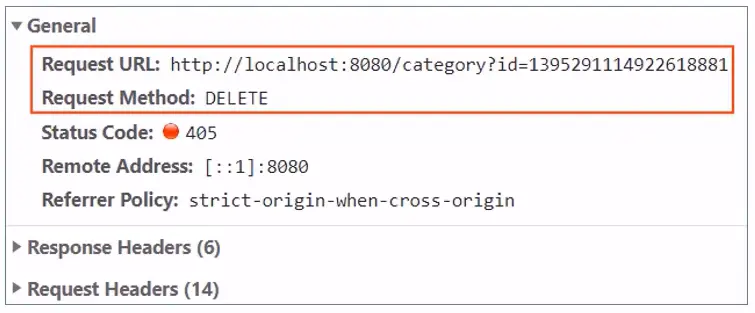 General
Request URL: http://localhost:8080/category?id=1395291114922618881
Request Method: DELETE
Status Code: 405
Remote Address: [::1]:8080
Referrer Policy: strict-origin-when-cross-origin
Response Headers (6)
Request Headers (14)